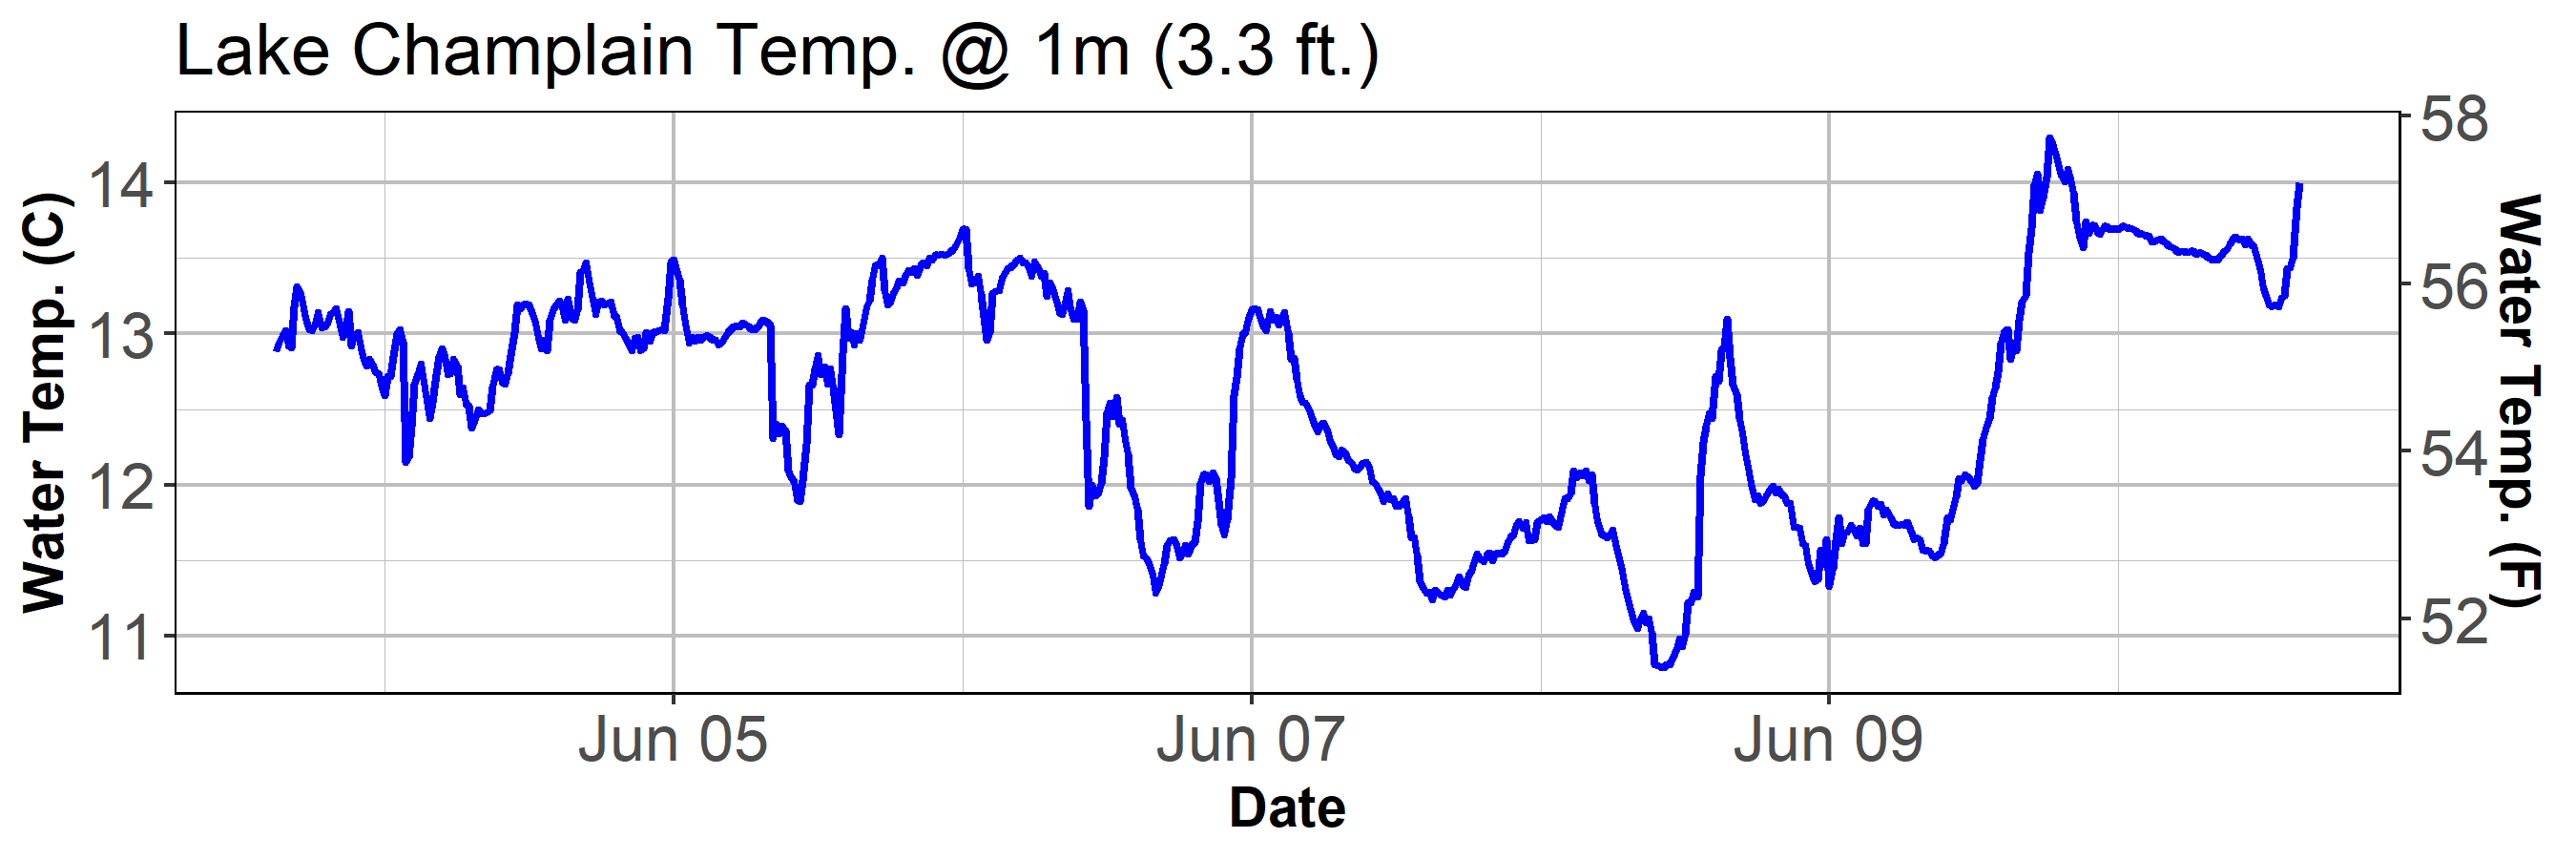 Lake Champlain Temp. @ 1m (3.3 ft.)
Water Temp. (C)
14
13
12
11
58
56
54
52
Water Temp. (F)
Jun 05
Jun 07
Jun 09
Date